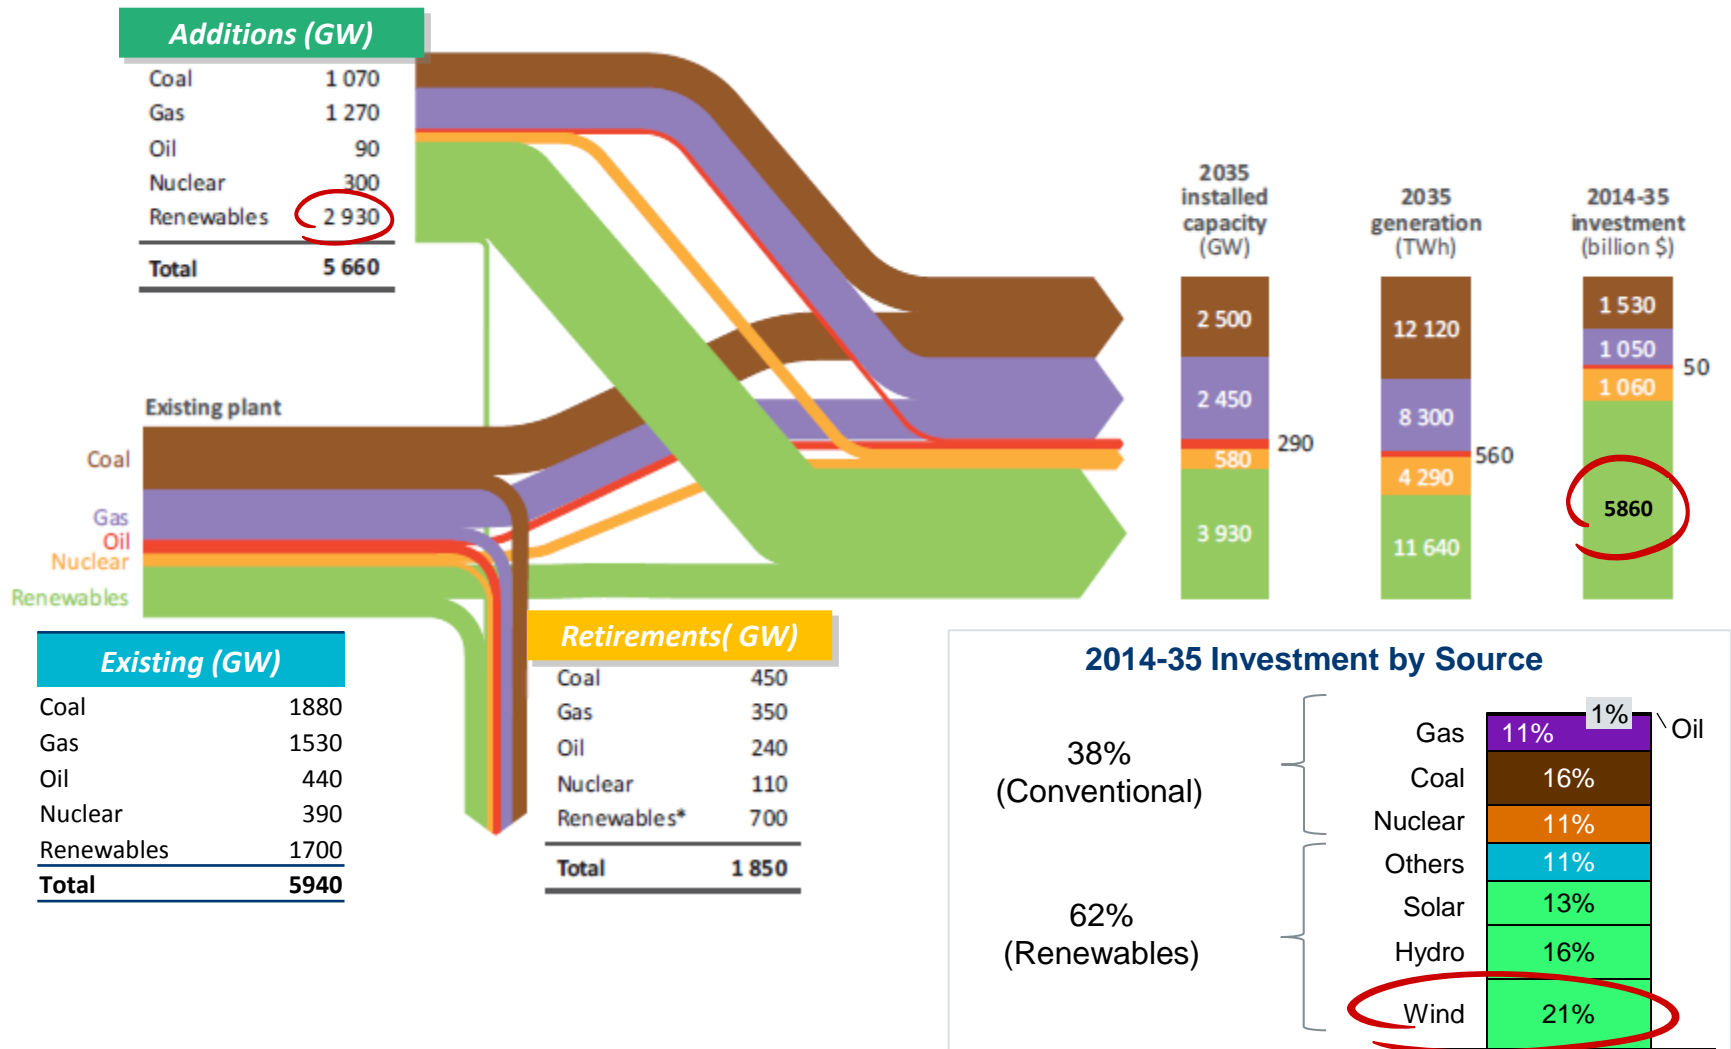 Additions (GW)
Coal 1 070
Gas 1 270
Oil 90
Nuclear 300
Renewables 2 930
Total 5 660
Existing plant
Coal
Gas
Oil
Nuclear
Renewables
2035
installed
capacity
(GW)
2 500
2 450
290
580
3 930
2035
generation
(TWh)
12 120
8 300
560
4 290
11 640
2014-35
investment
(billion $)
1 530
1 050
50
1 060
5860
Existing (GW)
Coal 1880
Gas 1530
Oil 440
Nuclear 390
Renewables 1700
Total 5940
Retirements( GW)
Coal 450
Gas 350
Oil 240
Nuclear 110
Renewables* 700
Total 1 850
2014-35 Investment by Source
38%
(Conventional)
62%
(Renewables)
1% Oil
Gas 11%
Coal 16%
Nuclear 11%
Others 11%
Solar 13%
Hydro 16%
Wind 21%